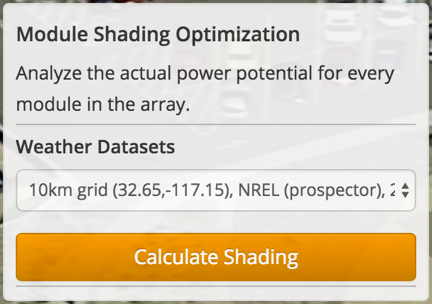 Module Shading Optimization
Analyze the actual power potential for every
module in the array.
Weather Datasets
10km grid (32.65,-117.15), NREL (prospector),
Calculate Shading